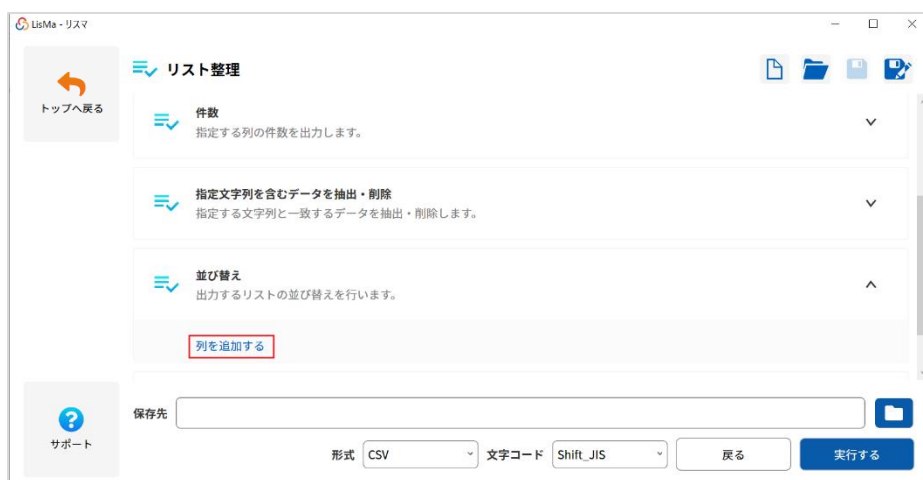 LisMa - リスマ
トップへ戻る
リスト整理
件数
指定する列の件数を出力します。
指定文字列を含むデータを抽出・削除
指定する文字列と一致するデータを抽出・削除します。
並び替え
出力するリストの並び替えを行います。
列を追加する
サポート
保存先
形式 CSV 文字コード Shift_JIS 戻る 実行する